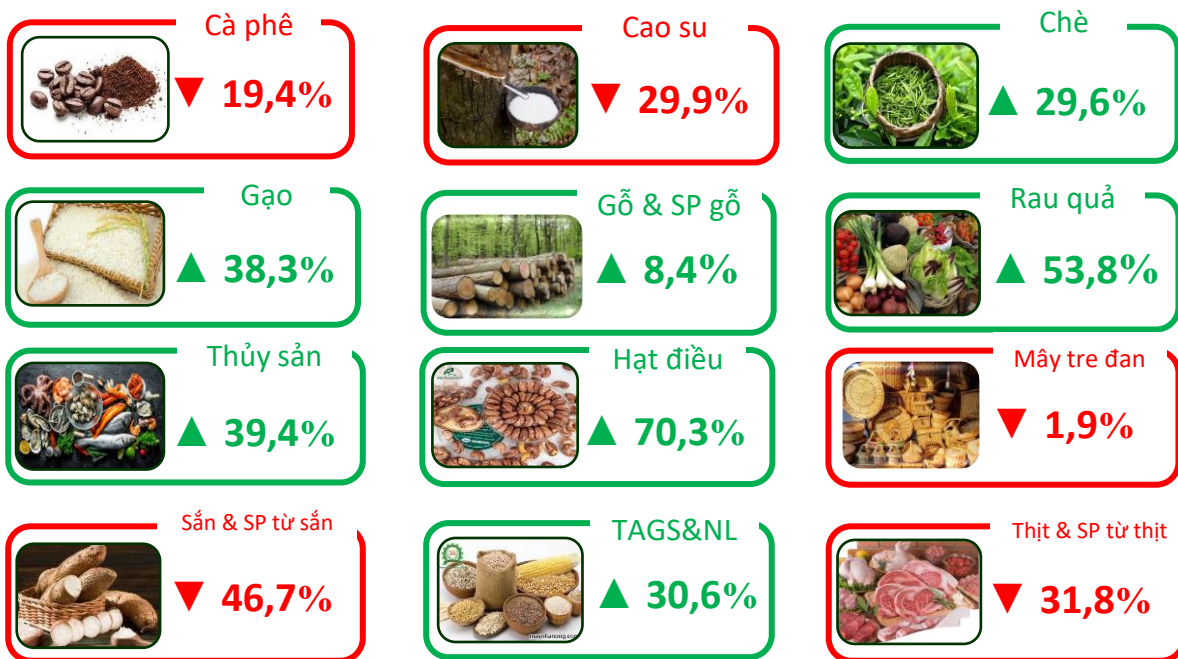 Cà phê
▼ 19,4%
Cao su
▼ 29,9%
Chè
▲ 29,6%
Gạo
▲ 38,3%
Gỗ & SP gỗ
▲ 8,4%
Rau quả
▲ 53,8%
Thủy sản
▲ 39,4%
Hạt điều
▲ 70,3%
Mây tre đan
▼ 1,9%
Sắn & SP từ sắn
▼ 46,7%
TAGS&NL
▲ 30,6%
Thịt & SP từ thịt
▼ 31,8%